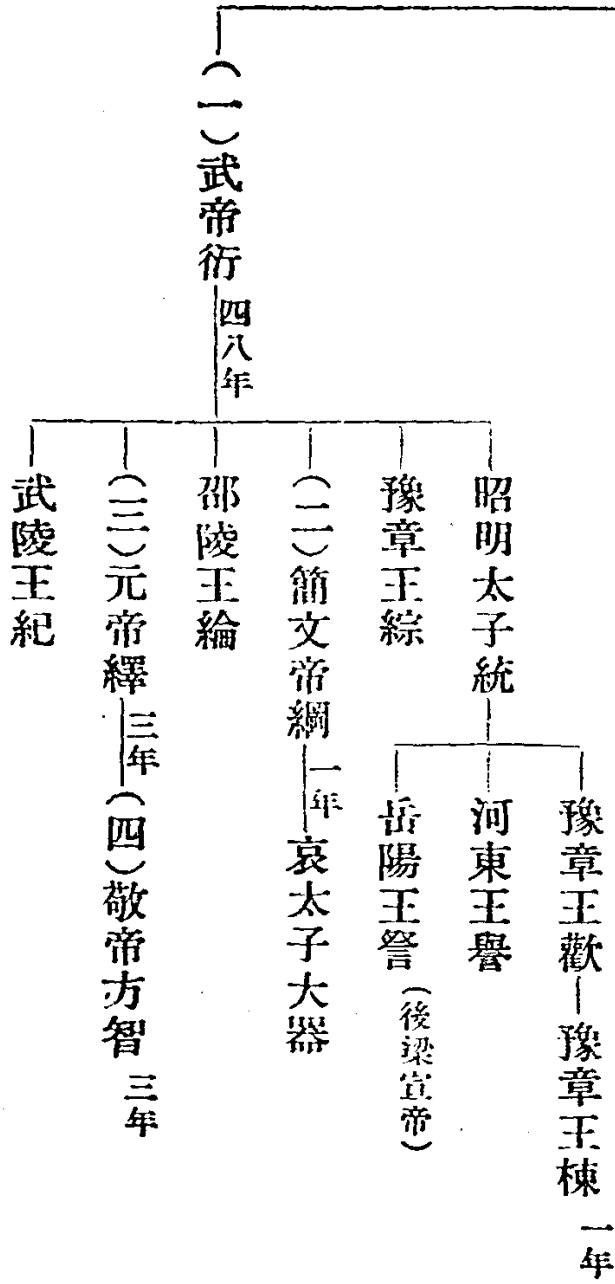 （一）武帝衍 四八年
昭明太子統
豫章王歡
豫章王棟 一年
河東王譽
岳陽王詧（後梁宣帝）
豫章王綜
（二）簡文帝綱 一年
哀太子大器
邵陵王綸
（三）元帝繹 三年
（四）敬帝方智 三年
武陵王紀